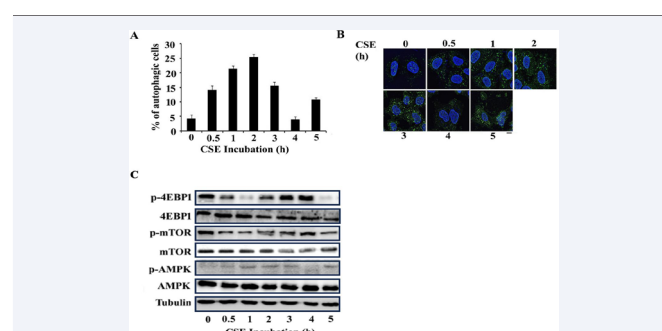 A
% of autophagic cells
30
25
20
15
10
5
0
0 0.5 1 2 3 4 5
CSE Incubation (h)
B
CSE 0 0.5 1 2
(h)
3 4 5
C
p-4EBP1
4EBP1
p-mTOR
mTOR
p-AMPK
AMPK
Tubulin
0 0.5 1 2 3 4 5
CSE Incubation (h)